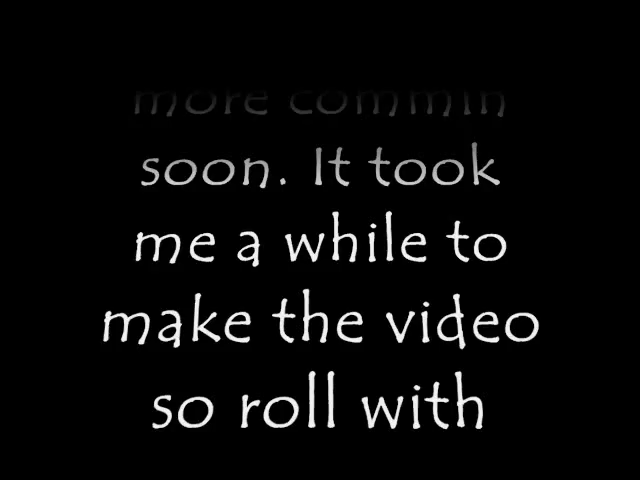 more commin
soon. It took
me a while to
make the video
so roll with